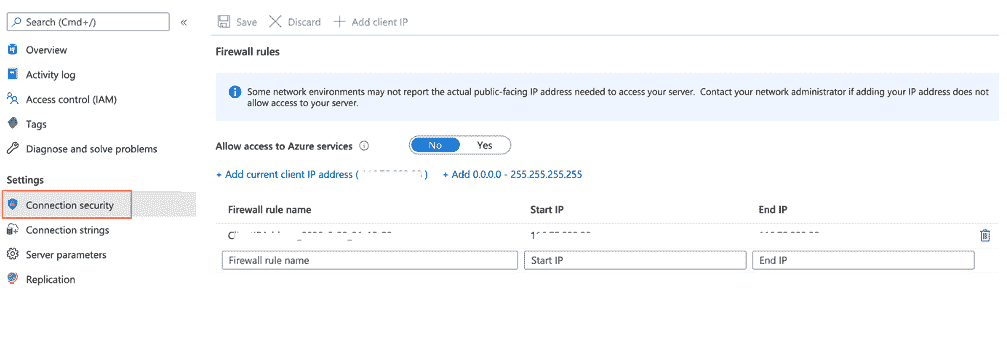 Search (Cmd+/)
«
Save
Discard
Add client IP
Overview
Activity log
Access control (IAM)
Tags
Diagnose and solve problems
Settings
Connection security
Connection strings
Server parameters
Replication
Firewall rules
Some network environments may not report the actual public-facing IP address needed to access your server. Contact your network administrator if adding your IP address does
not allow access to your server.
Allow access to Azure services
No
Yes
+ Add current client IP address ( )
+ Add 0.0.0.0 - 255.255.255.255
Firewall rule name Start IP End IP
Firewall rule name Start IP End IP